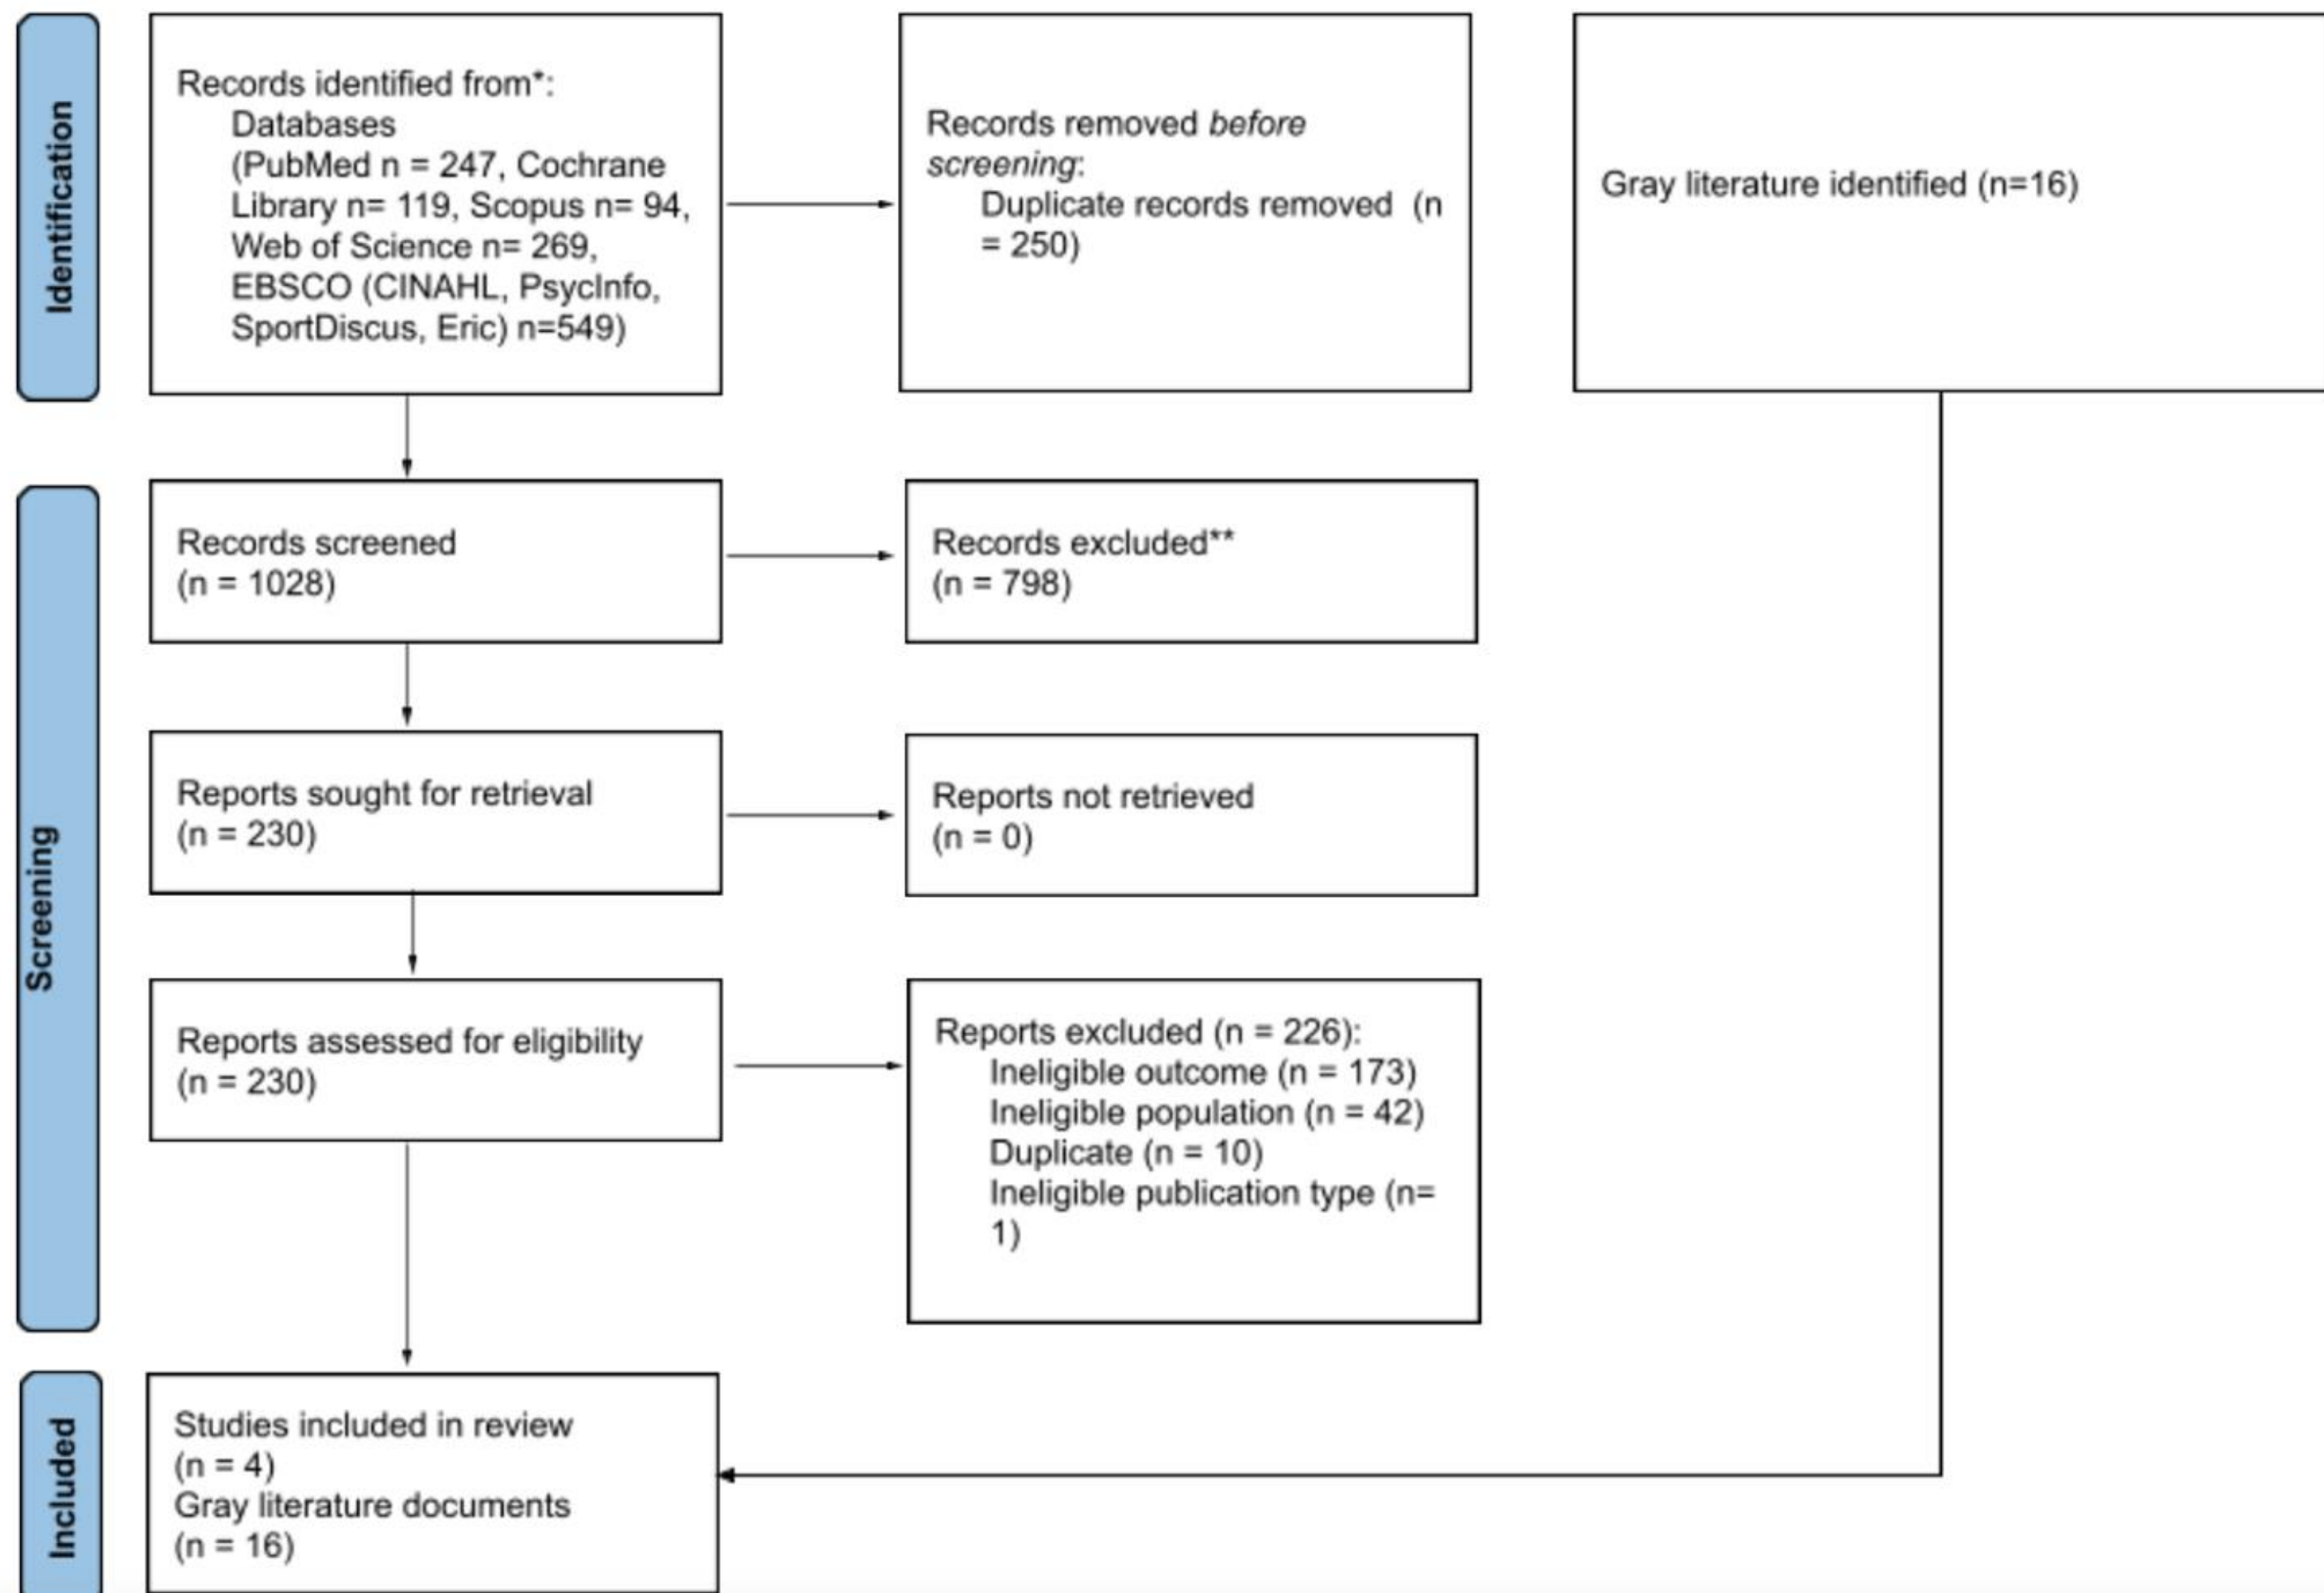 Identification
Records identified from*:
Databases
(PubMed n = 247, Cochrane
Library n= 119, Scopus n= 94,
Web of Science n= 269,
EBSCO (CINAHL, PsycInfo,
SportDiscus, Eric) n=549)
Records removed before
screening:
Duplicate records removed (n
= 250)
Gray literature identified (n=16)
Screening
Records screened
(n = 1028)
Records excluded**
(n = 798)
Reports sought for retrieval
(n = 230)
Reports not retrieved
(n = 0)
Reports assessed for eligibility
(n = 230)
Reports excluded (n = 226):
Ineligible outcome (n = 173)
Ineligible population (n = 42)
Duplicate (n = 10)
Ineligible publication type (n=
1)
Included
Studies included in review
(n = 4)
Gray literature documents
(n = 16)